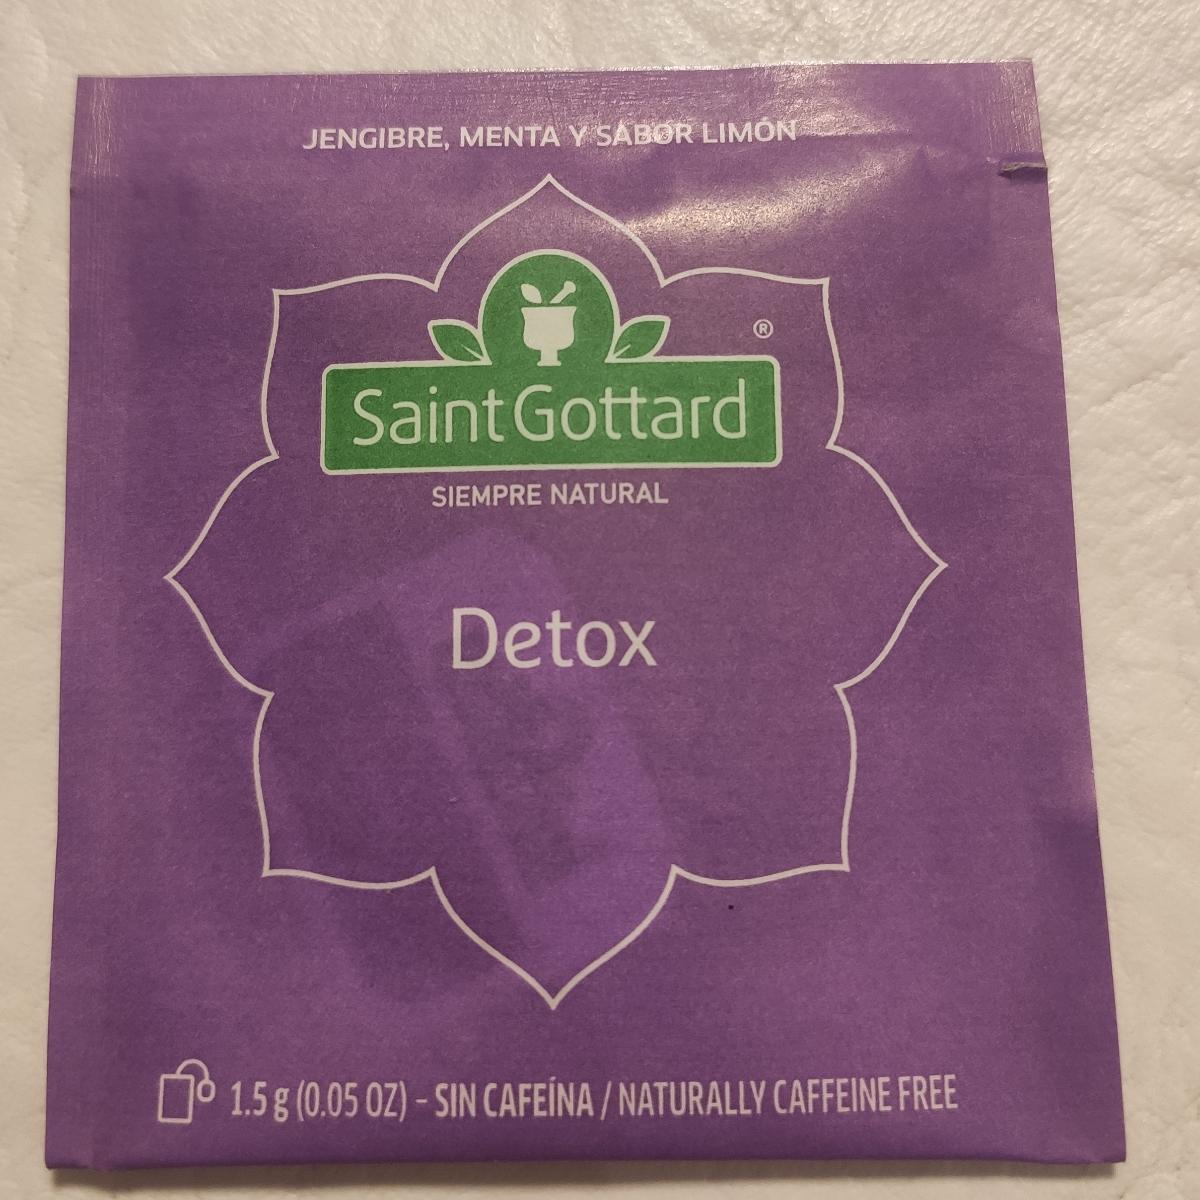 JENGIBRE, MENTA Y SABOR LIMÓN
®
SaintGottard
SIEMPRE NATURAL
Detox
1.5 g (0.05 OZ) - SIN CAFEÍNA / NATURALLY CAFFEINE FREE